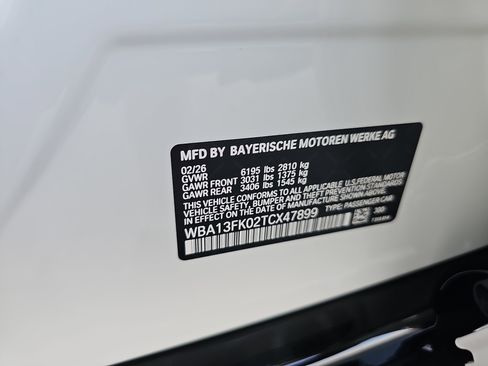 MFD BY BAYERISCHE MOTOREN WERKE AG
02/26
GVWR 6195 lbs 2810 kg
GAWR FRONT 3031 lbs 1375 kg
GAWR REAR 3406 lbs 1545 kg
THIS VEHICLE CONFORMS TO ALL APPLICABLE U.S. FEDERAL MOTOR
VEHICLE SAFETY, BUMPER, AND THEFT PREVENTION STANDARDS
IN EFFECT ON THE DATE OF MANUFACTURE SHOWN ABOVE.
WBA13FK02TCX47899 TYPE: PASSENGER CAR
300